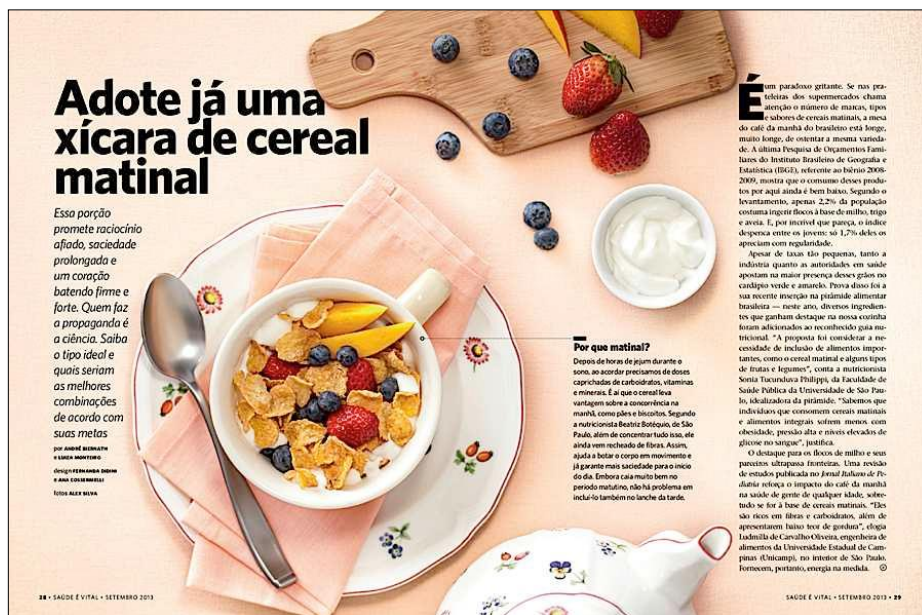 Adote já uma
xícara de cereal
matinal
Essa porção
promete raciocínio
afiado, saciedade
prolongada e
um coração
batendo firme e
forte. Quem faz
a propaganda é
a ciência. Saiba
o tipo ideal e
quais seriam
as melhores
combinações
de acordo com
suas metas
por ANDRÉ BIERNATH
e LUIZA MONTEIRO
design FERNANDA DIDINI
e ANA COSSERMELLI
fotos ALEX SILVA
Por que matinal?
Depois de horas de jejum durante o
sono, ao acordar precisamos de doses
caprichadas de carboidratos, vitaminas
e minerais. É aí que o cereal leva
vantagem sobre a concorrência na
manhã, como pães e biscoitos. Segundo
a nutricionista Beatriz Botéquio, de São
Paulo, além de concentrar tudo isso, ele
ainda vem recheado de fibras. Assim,
ajuda a botar o corpo em movimento e
já garante mais saciedade para o início
do dia. Embora caia muito bem no
período matutino, não há problema em
incluí-lo também no lanche da tarde.
É um paradoxo gritante. Se nas pra-
teleiras dos supermercados chama
atenção o número de marcas, tipos
e sabores de cereais matinais, a mesa
do café da manhã do brasileiro está longe,
muito longe, de ostentar a mesma varieda-
de. A última Pesquisa de Orçamentos Fami-
liares do Instituto Brasileiro de Geografia e
Estatística (IBGE), referente ao biênio 2008-
2009, mostra que o consumo desses produ-
tos por aqui ainda é bem baixo. Segundo o
levantamento, apenas 2,2% da população
costuma ingerir flocos à base de milho, trigo
e aveia. E, por incrível que pareça, o índice
despenca entre os jovens: só 1,7% deles os
apreciam com regularidade.
Apesar de taxas tão pequenas, tanto a
indústria quanto as autoridades em saúde
apostam na maior presença desses grãos no
cardápio verde e amarelo. Prova disso foi a
sua recente inserção na pirâmide alimentar
brasileira — neste ano, diversos ingredien-
tes que ganham destaque na nossa cozinha
foram adicionados ao reconhecido guia nu-
tricional. "A proposta foi considerar a ne-
cessidade de inclusão de alimentos impor-
tantes, como o cereal matinal e alguns tipos
de frutas e legumes", conta a nutricionista
Sonia Tucunduva Philippi, da Faculdade de
Saúde Pública da Universidade de São Pau-
lo, idealizadora da pirâmide. "Sabemos que
indivíduos que consomem cereais matinais
e alimentos integrais sofrem menos com
obesidade, pressão alta e níveis elevados de
glicose no sangue", justifica.
O destaque para os flocos de milho e seus
parceiros ultrapassa fronteiras. Uma revisão
de estudos publicada no Jornal Italiano de Pe-
diatria reforça o impacto do café da manhã
na saúde de gente de qualquer idade, sobre-
tudo se for à base de cereais matinais. "Eles
são ricos em fibras e carboidratos, além de
apresentarem baixo teor de gordura", elogia
Ludmilla de Carvalho Oliveira, engenheira de
alimentos da Universidade Estadual de Cam-
pinas (Unicamp), no interior de São Paulo.
Fornecem, portanto, energia na medida.
28 • SAÚDE É VITAL • SETEMBRO 2013
SAÚDE É VITAL • SETEMBRO 2013 • 29